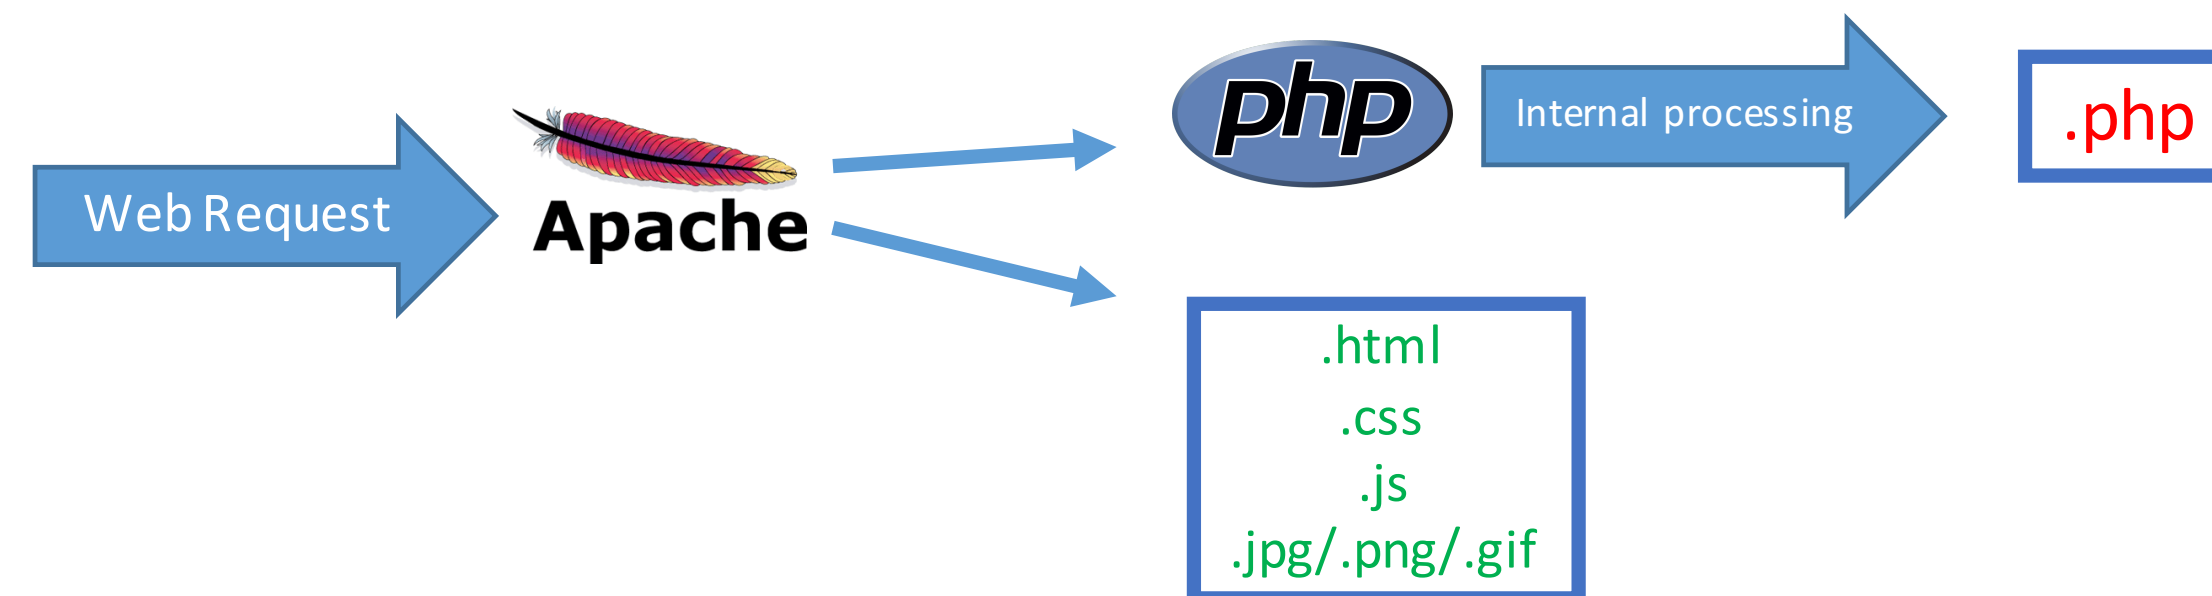 Web Request
Apache
php
Internal processing
.php
.html
.css
.js
.jpg/.png/.gif